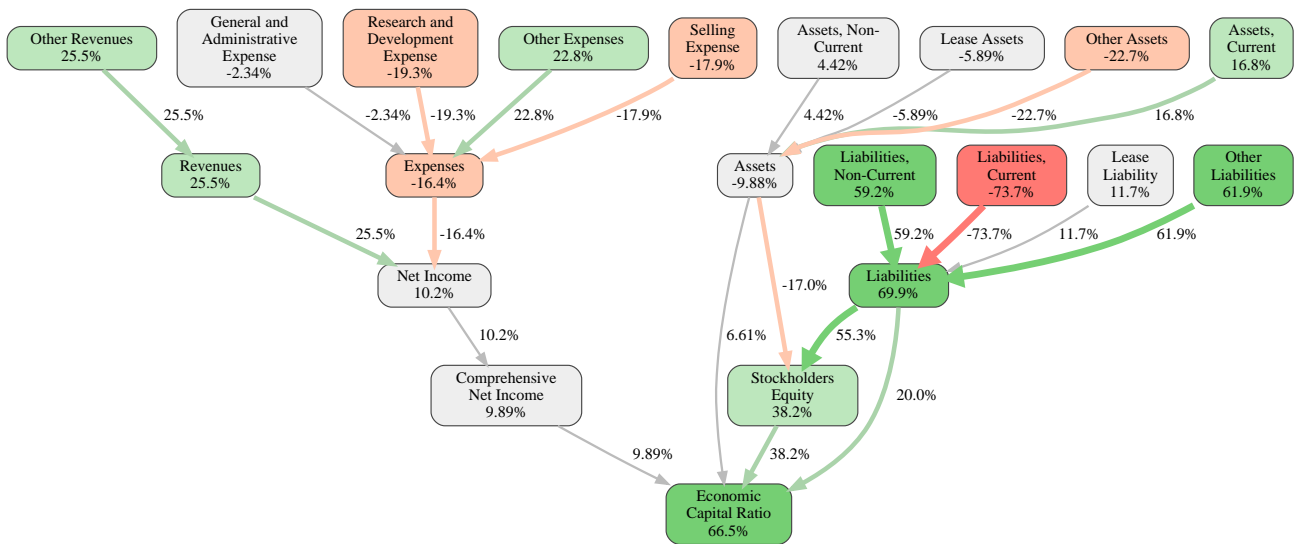 Other Revenues
25.5%
General and
Administrative
Expense
-2.34%
Research and
Development
Expense
-19.3%
Other Expenses
22.8%
Selling
Expense
-17.9%
Assets, Non-
Current
4.42%
Lease Assets
-5.89%
Other Assets
-22.7%
Assets,
Current
16.8%
25.5%
-2.34%
-19.3%
22.8%
-17.9%
4.42%
-5.89%
-22.7%
16.8%
Revenues
25.5%
Expenses
-16.4%
Assets
-9.88%
Liabilities,
Non-Current
59.2%
Liabilities,
Current
-73.7%
Lease
Liability
11.7%
Other
Liabilities
61.9%
25.5%
-16.4%
59.2%
-73.7%
11.7%
61.9%
Net Income
10.2%
-17.0%
Liabilities
69.9%
10.2%
6.61%
55.3%
Comprehensive
Net Income
9.89%
Stockholders
Equity
38.2%
20.0%
9.89%
38.2%
Economic
Capital Ratio
66.5%